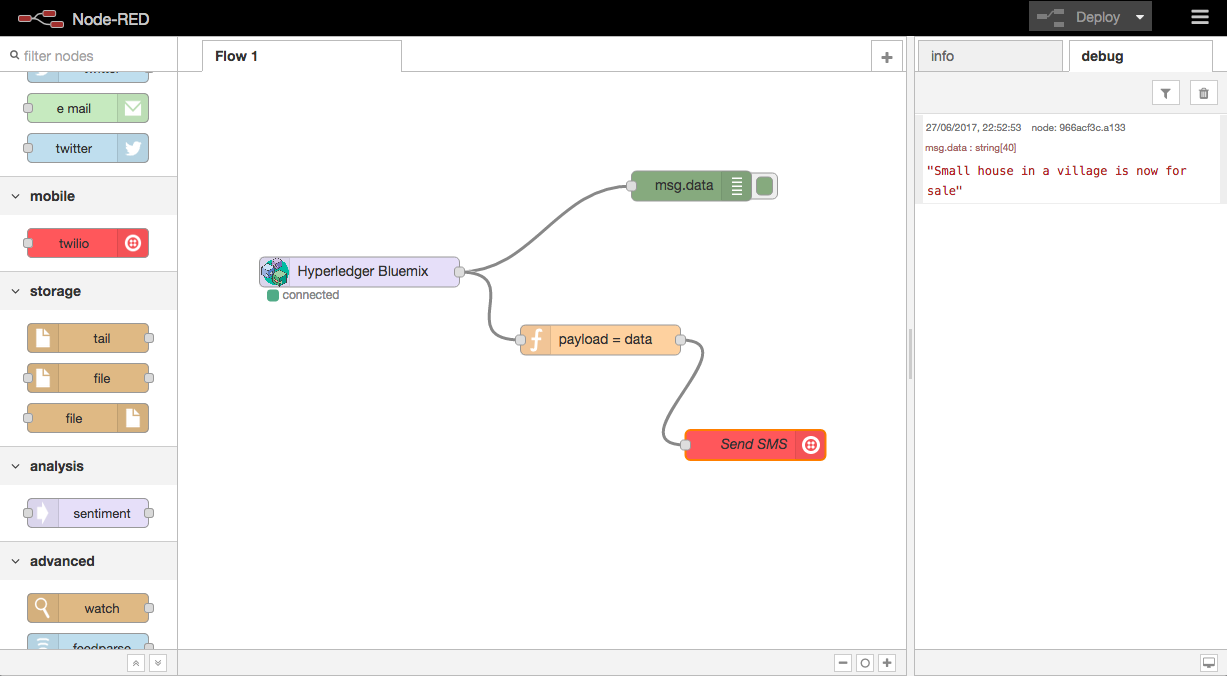 Node-RED
Deploy
filter nodes
twitter
e mail
twitter
mobile
twilio
storage
tail
file
file
analysis
sentiment
advanced
watch
feedparse
Flow 1
msg.data
Hyperledger Bluemix
connected
payload = data
Send SMS
info
debug
27/06/2017, 22:52:53 node: 966acf3c.a133
msg.data : string[40]
"Small house in a village is now for
sale"